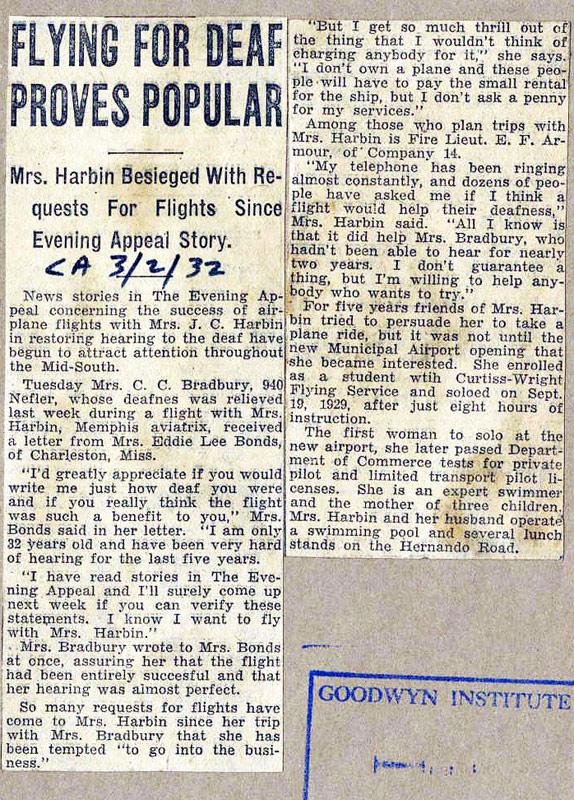 FLYING FOR DEAF
PROVES POPULAR
Mrs. Harbin Besieged With Re-
quests For Flights Since
Evening Appeal Story.
CA 3/2/32
News stories in The Evening Ap-
peal concerning the success of air-
plane flights with Mrs. J. C. Harbin
in restoring hearing to the deaf have
begun to attract attention throughout
the Mid-South.
Tuesday Mrs. C. C. Bradbury, 940
Nefler, whose deafnes was relieved
last week during a flight with Mrs.
Harbin, Memphis aviatrix, received
a letter from Mrs. Eddie Lee Bonds,
of Charleston, Miss.
"I'd greatly appreciate if you would
write me just how deaf you were
and if you really think the flight
was such a benefit to you," Mrs.
Bonds said in her letter. "I am only
32 years old and have been very hard
of hearing for the last five years.
"I have read stories in The Eve-
ning Appeal and I'll surely come up
next week if you can verify these
statements. I know I want to fly
with Mrs. Harbin."
Mrs. Bradbury wrote to Mrs. Bonds
at once, assuring her that the flight
had been entirely succesful and that
her hearing was almost perfect.
So many requests for flights have
come to Mrs. Harbin since her trip
with Mrs. Bradbury that she has
been tempted "to go into the busi-
ness."
"But I get so much thrill out of
the thing that I wouldn't think of
charging anybody for it," she says.
"I don't own a plane and these peo-
ple will have to pay the small rental
for the ship, but I don't ask a penny
for my services."
Among those who plan trips with
Mrs. Harbin is Fire Lieut. E. F. Ar-
mour, of Company 14.
"My telephone has been ringing
almost constantly, and dozens of peo-
ple have asked me if I think a
flight would help their deafness,"
Mrs. Harbin said. "All I know is
that it did help Mrs. Bradbury, who
hadn't been able to hear for nearly
two years. I don't guarantee a
thing, but I'm willing to help any-
body who wants to try."
For five years friends of Mrs. Har-
bin tried to persuade her to take a
plane ride, but it was not until the
new Municipal Airport opening that
she became interested. She enrolled
as a student wtih Curtiss-Wright
Flying Service and soloed on Sept.
19, 1929, after just eight hours of
instruction.
The first woman to solo at the
new airport, she later passed Depart-
ment of Commerce tests for private
pilot and limited transport pilot li-
censes. She is an expert swimmer
and the mother of three children.
Mrs. Harbin and her husband operate
a swimming pool and several lunch
stands on the Hernando Road.
GOODWYN INSTITUTE